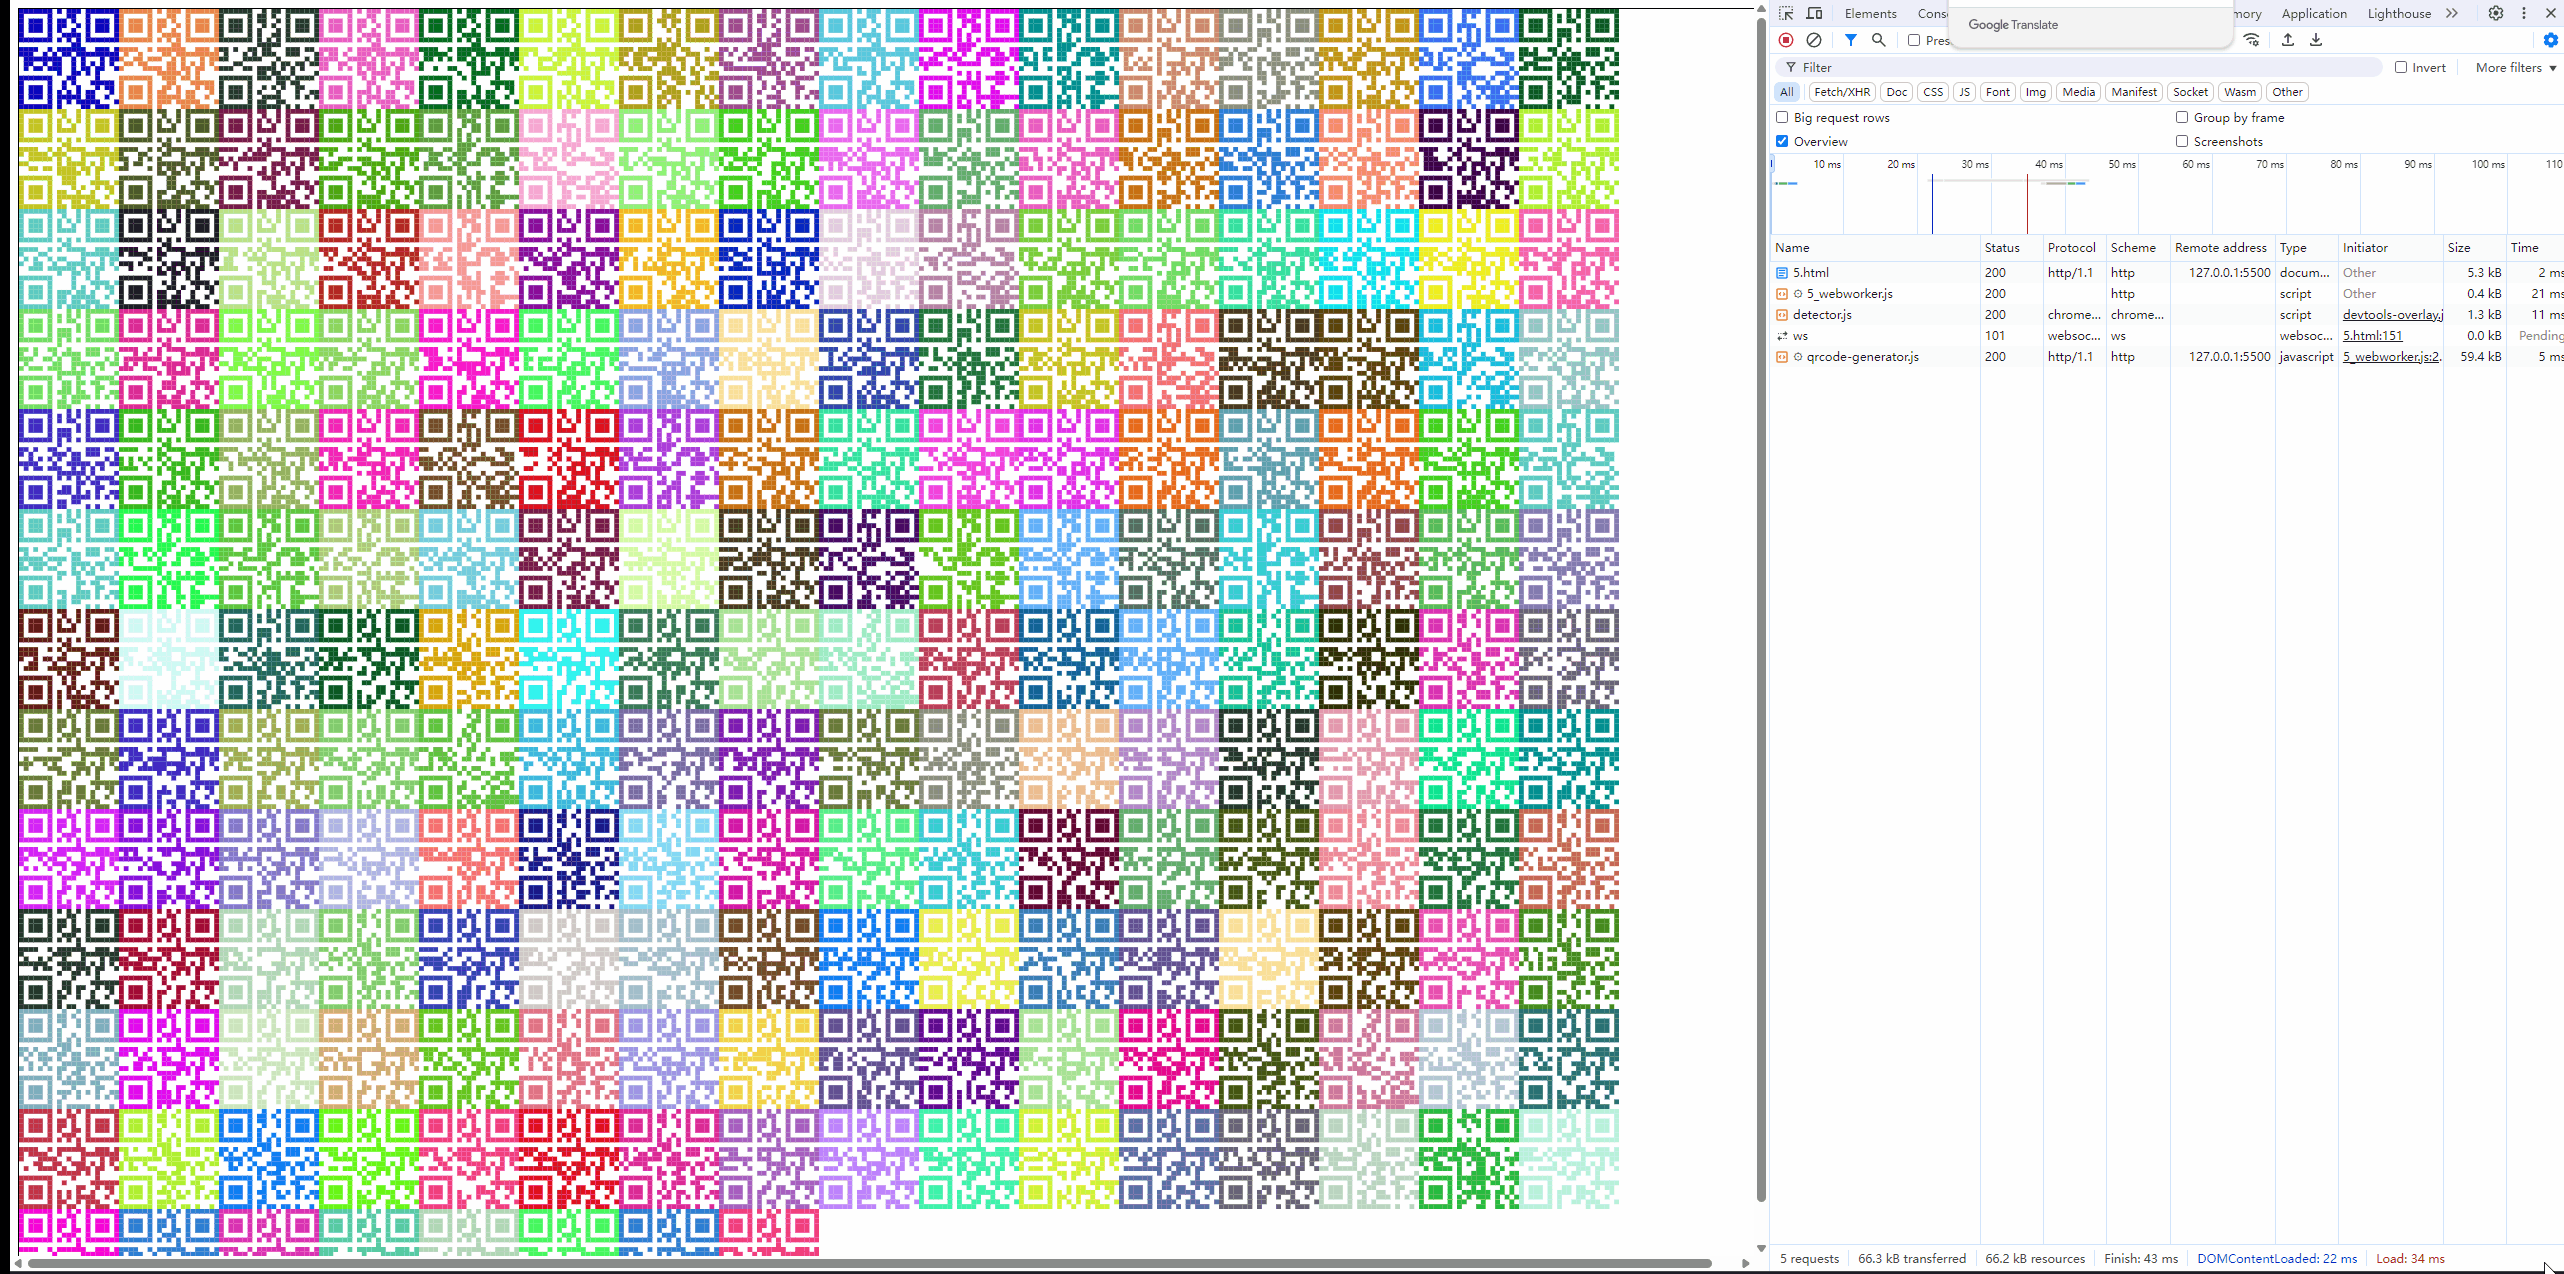 Elements Cons mory Application Lighthouse
Google Translate
Pres
Filter Invert More filters
All Fetch/XHR Doc CSS JS Font Img Media Manifest Socket Wasm Other
Big request rows Group by frame
Overview Screenshots
10 ms 20 ms 30 ms 40 ms 50 ms 60 ms 70 ms 80 ms 90 ms 100 ms 110
Name Status Protocol Scheme Remote address Type Initiator Size Time
5.html 200 http/1.1 http 127.0.0.1:5500 docum... Other 5.3 kB 2 ms
5_webworker.js 200 http script Other 0.4 kB 21 ms
detector.js 200 chrome... chrome... script devtools-overlay.j 1.3 kB 11 ms
ws 101 websoc... ws websoc... 5.html:151 0.0 kB Pending
qrcode-generator.js 200 http/1.1 http 127.0.0.1:5500 javascript 5_webworker.js:2. 59.4 kB 5 ms
5 requests 66.3 kB transferred 66.2 kB resources Finish: 43 ms DOMContentLoaded: 22 ms Load: 34 ms